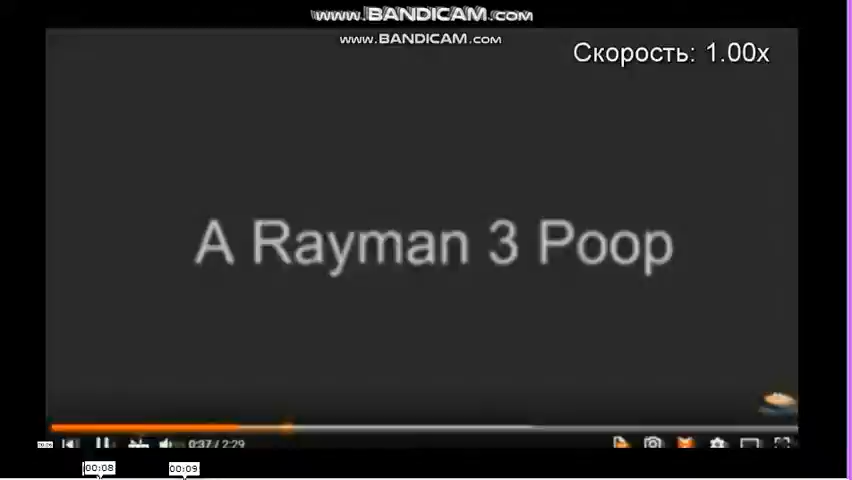 www.BANDICAM.com
www.BANDICAM.com
Скорость: 1.00x
A Rayman 3 Poop
0:37 / 2:29
00:08
00:09